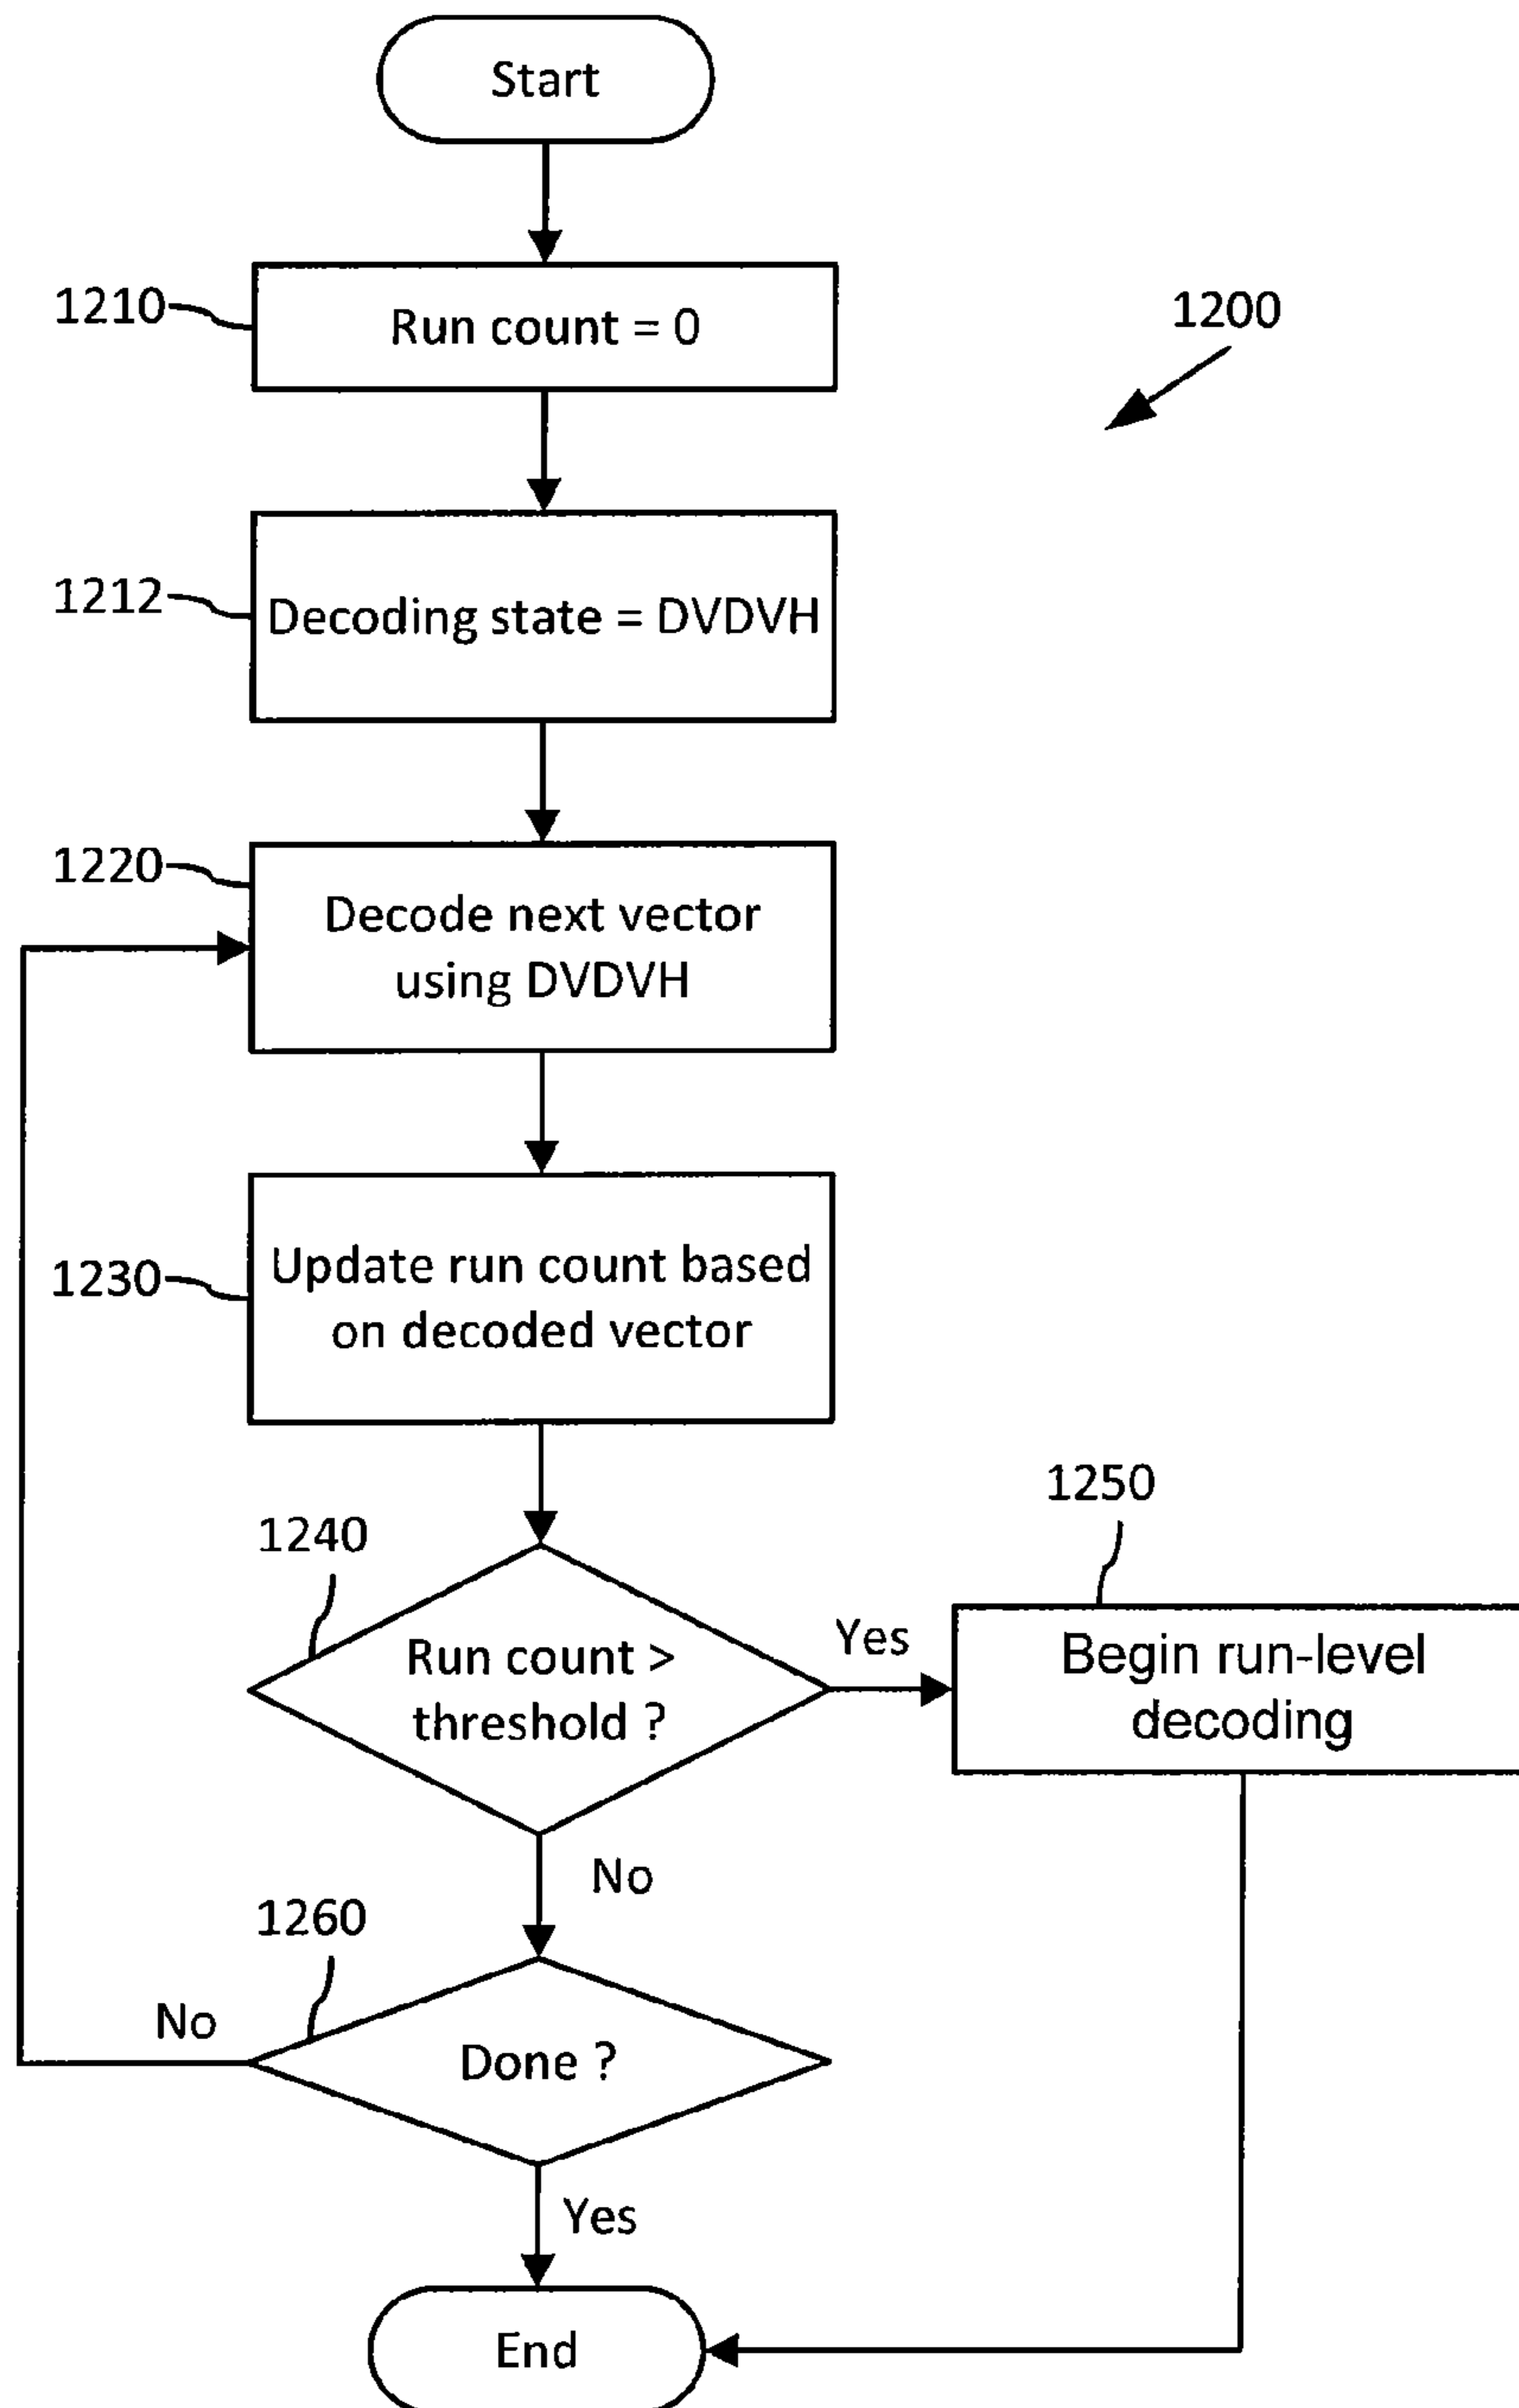 Start
1210
Run count = 0
1200
1212
Decoding state = DVDVH
1220
Decode next vector
using DVDVH
1230
Update run count based
on decoded vector
1240
Run count >
threshold ?
Yes
1250
Begin run-level
decoding
No
1260
No
Done ?
Yes
End